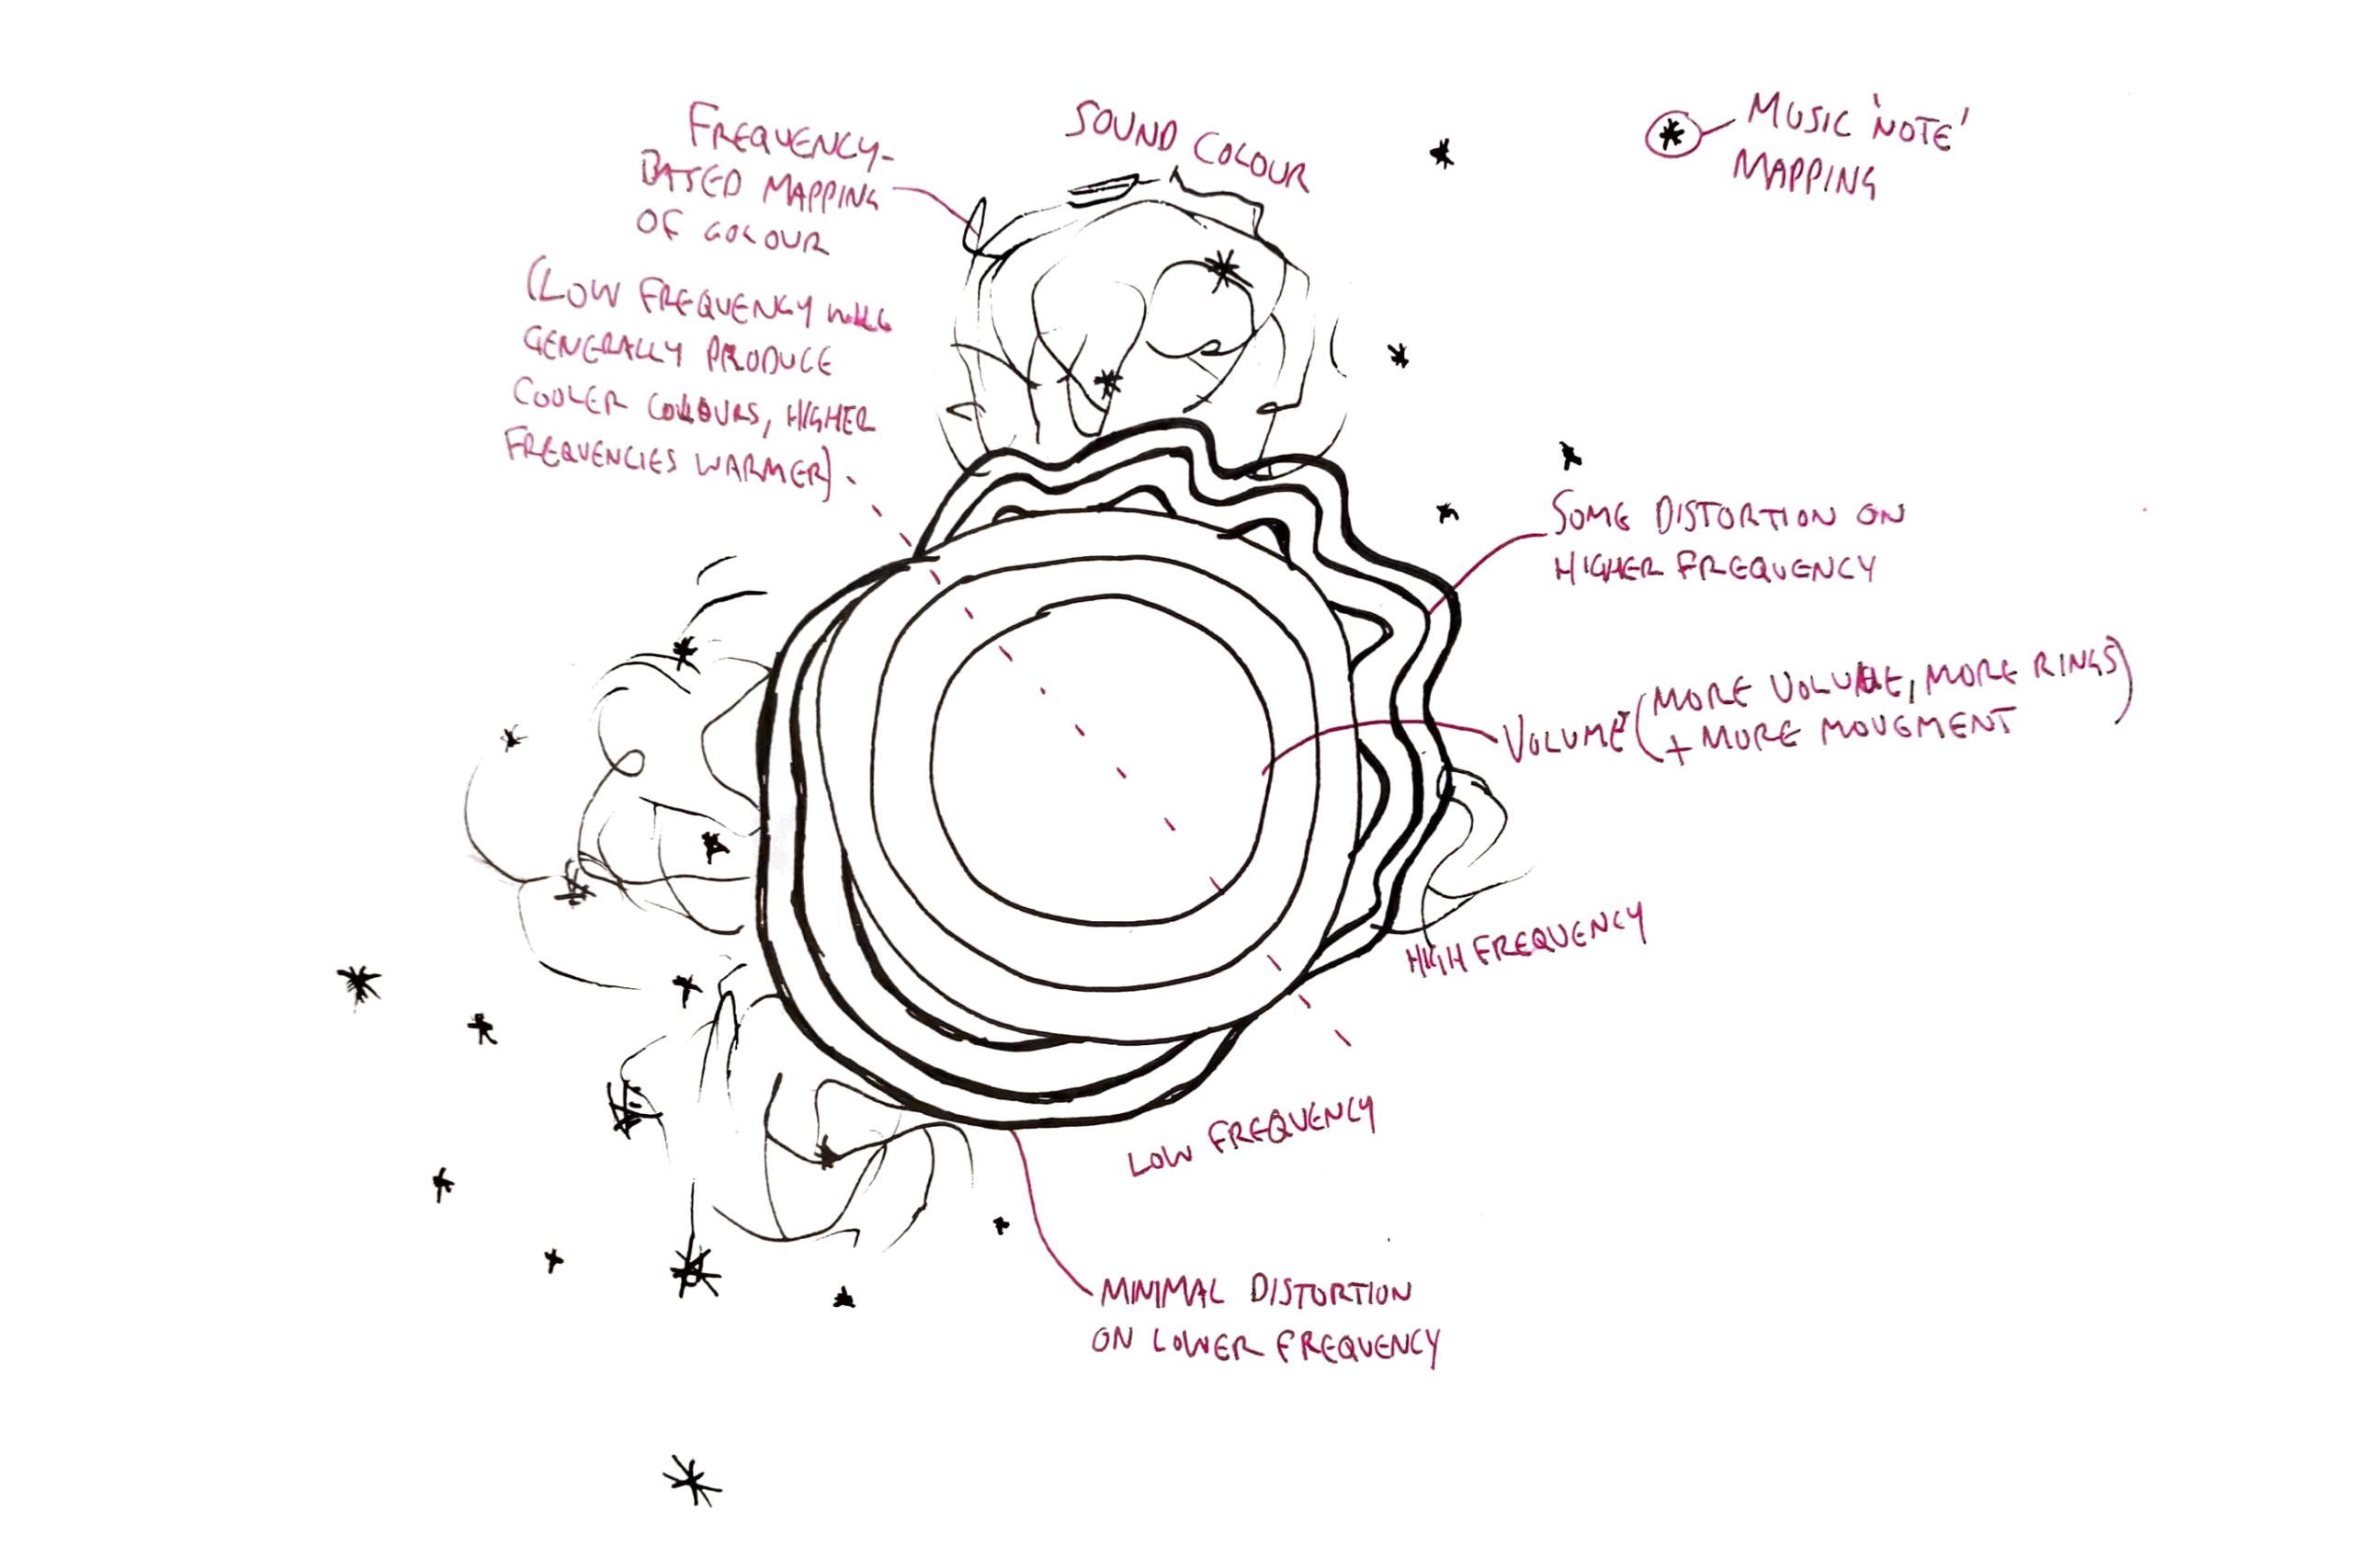 FREQUENCY-
BASED MAPPING
OF COLOUR
(LOW FREQUENCY WILL
GENERALLY PRODUCE
COOLER COLOURS, HIGHER
FREQUENCIES WARMER).
SOUND COLOUR
MUSIC 'NOTE'
MAPPING
SOME DISTORTION ON
HIGHER FREQUENCY
VOLUME (MORE VOLUME, MORE RINGS)
+ MORE MOVEMENT
HIGH FREQUENCY
LOW FREQUENCY
MINIMAL DISTORTION
ON LOWER FREQUENCY